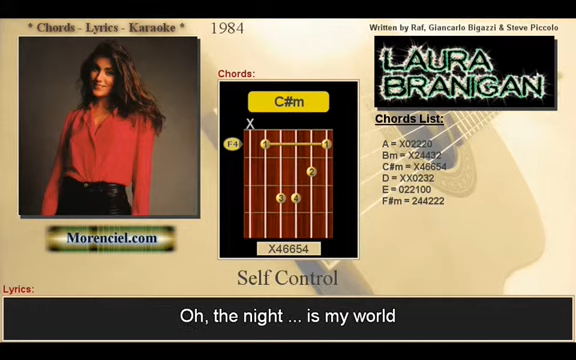 * Chords - Lyrics - Karaoke *
1984
Written by Raf, Giancarlo Bigazzi & Steve Piccolo
Chords:
C#m
X
F4
1
1
2
3
4
X46654
LAURA
BRANIGAN
Chords List:
A = X02220
Bm = X24432
C#m = X46654
D = XX0232
E = 022100
F#m = 244222
Morenciel.com
Self Control
Lyrics:
Oh, the night ... is my world